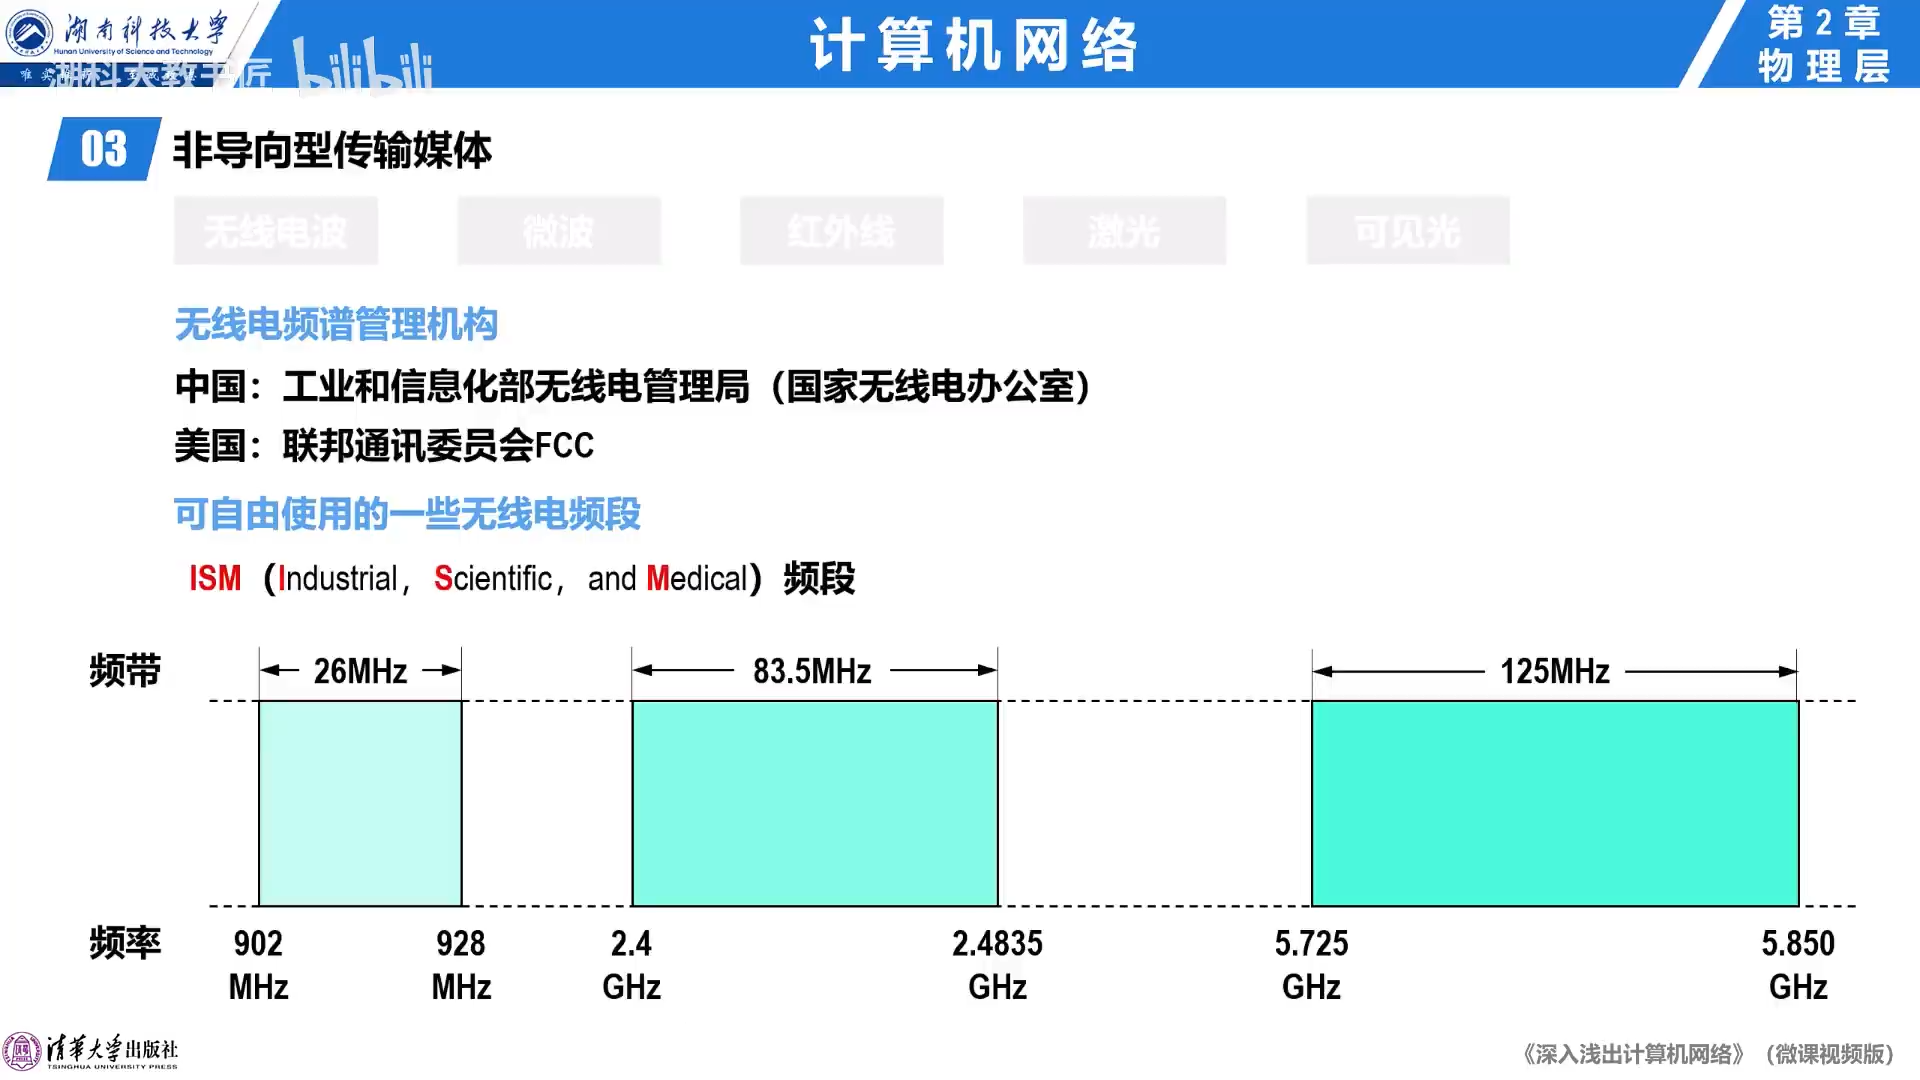 湖南科技大学
Hunan University of Science and Technology
湖科大教书匠
bilibili
计算机网络
第2章
物理层
03 非导向型传输媒体
无线电波 微波 红外线 激光 可见光
无线电频谱管理机构
中国：工业和信息化部无线电管理局（国家无线电办公室）
美国：联邦通讯委员会FCC
可自由使用的一些无线电频段
ISM（Industrial，Scientific，and Medical）频段
频带 26MHz 83.5MHz 125MHz
频率 902 928 2.4 2.4835 5.725 5.850
MHz MHz GHz GHz GHz GHz
清华大学出版社
TSINGHUA UNIVERSITY PRESS
《深入浅出计算机网络》（微课视频版）